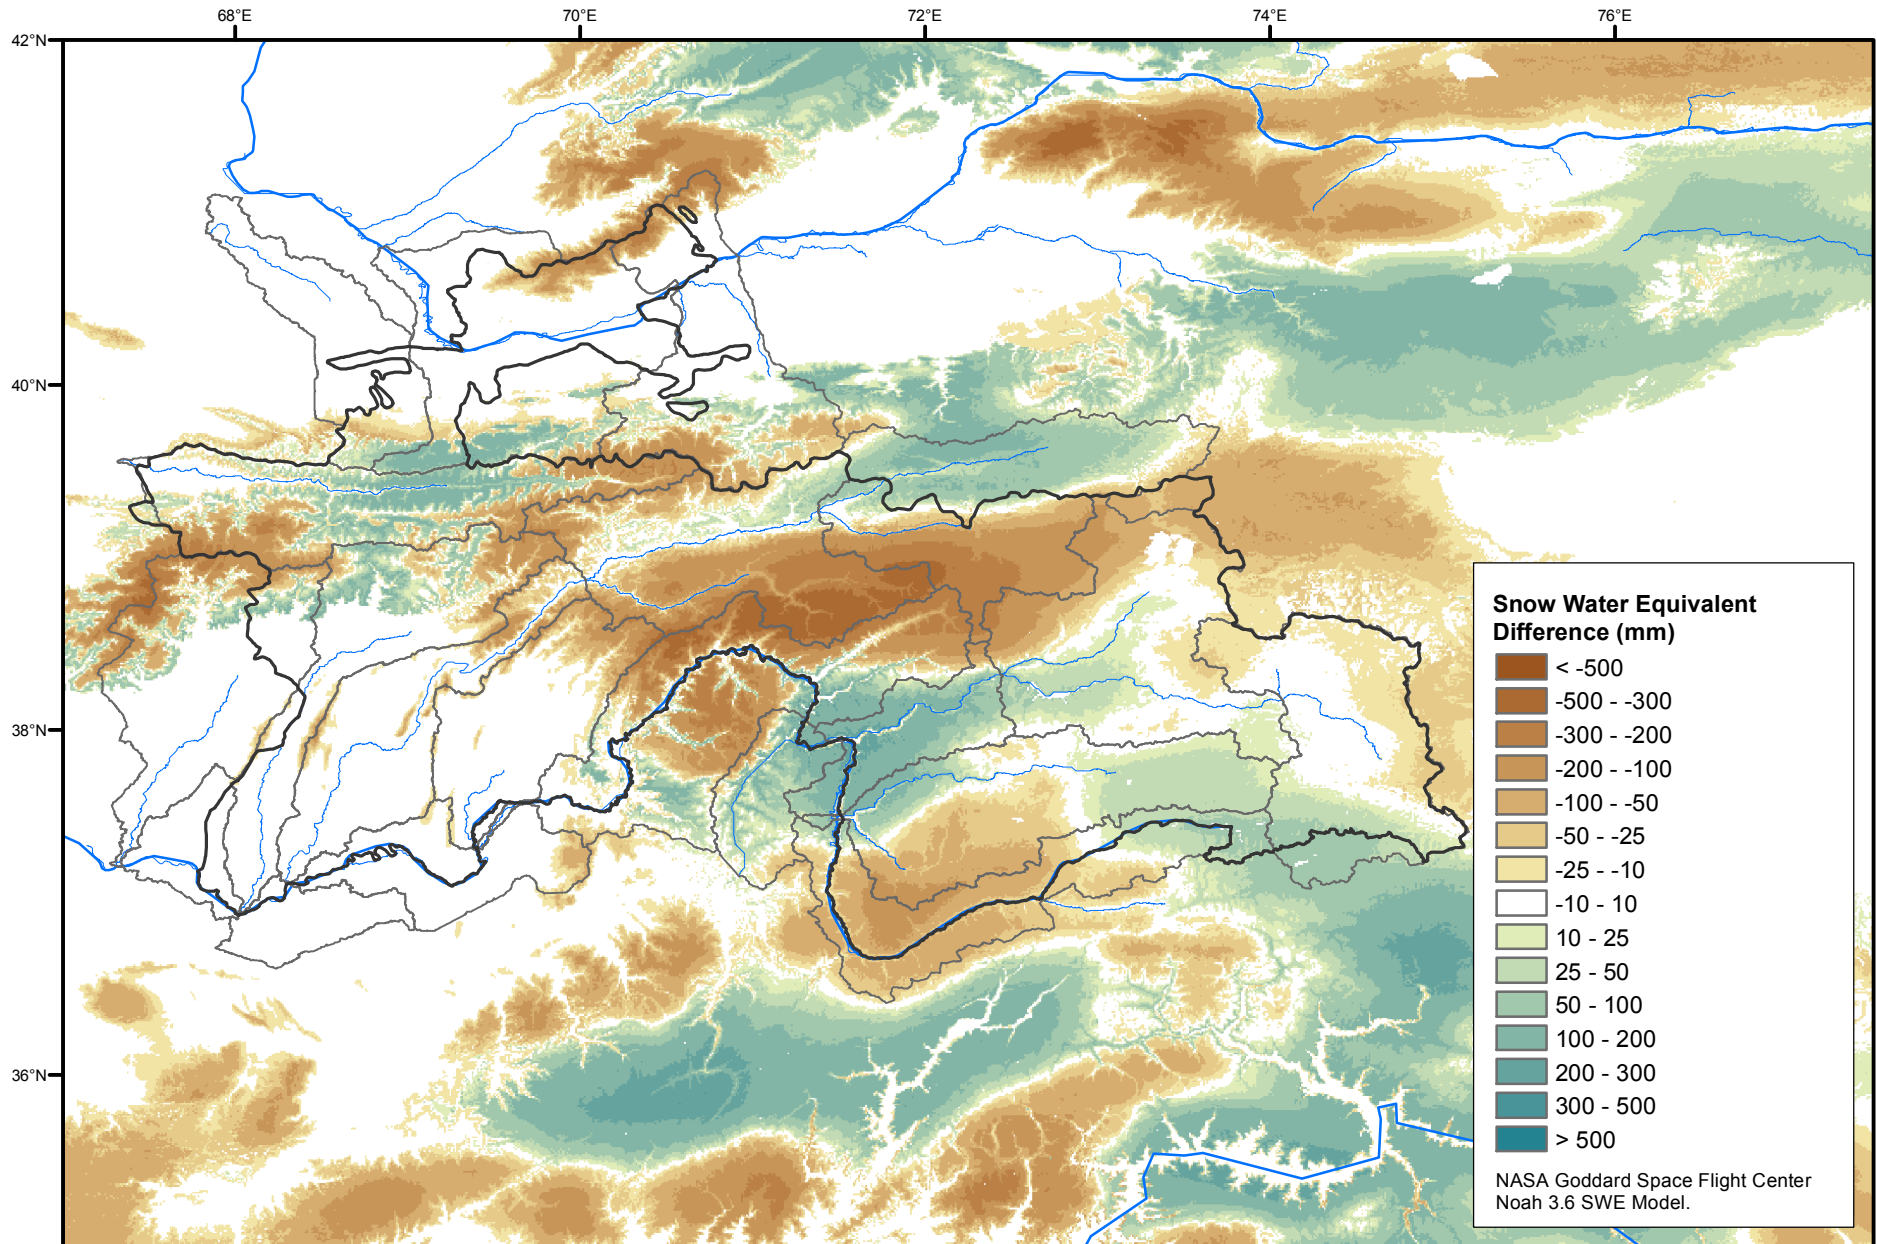 68°E 70°E 72°E 74°E 76°E
42°N
40°N
38°N
36°N
Snow Water Equivalent
Difference (mm)
< -500
-500 - -300
-300 - -200
-200 - -100
-100 - -50
-50 - -25
-25 - -10
-10 - 10
10 - 25
25 - 50
50 - 100
100 - 200
200 - 300
300 - 500
> 500
NASA Goddard Space Flight Center
Noah 3.6 SWE Model.